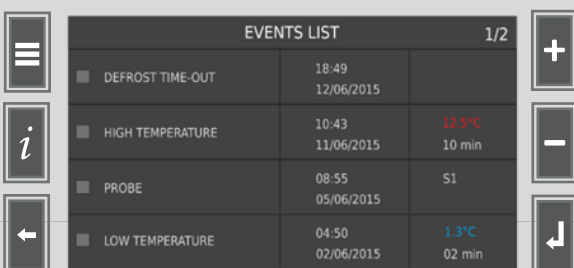 EVENTS LIST 1/2
DEFROST TIME-OUT
18:49
12/06/2015
HIGH TEMPERATURE
10:43
11/06/2015
12.5°C
10 min
PROBE
08:55
05/06/2015
S1
LOW TEMPERATURE
04:50
02/06/2015
1.3°C
02 min
i
+
−